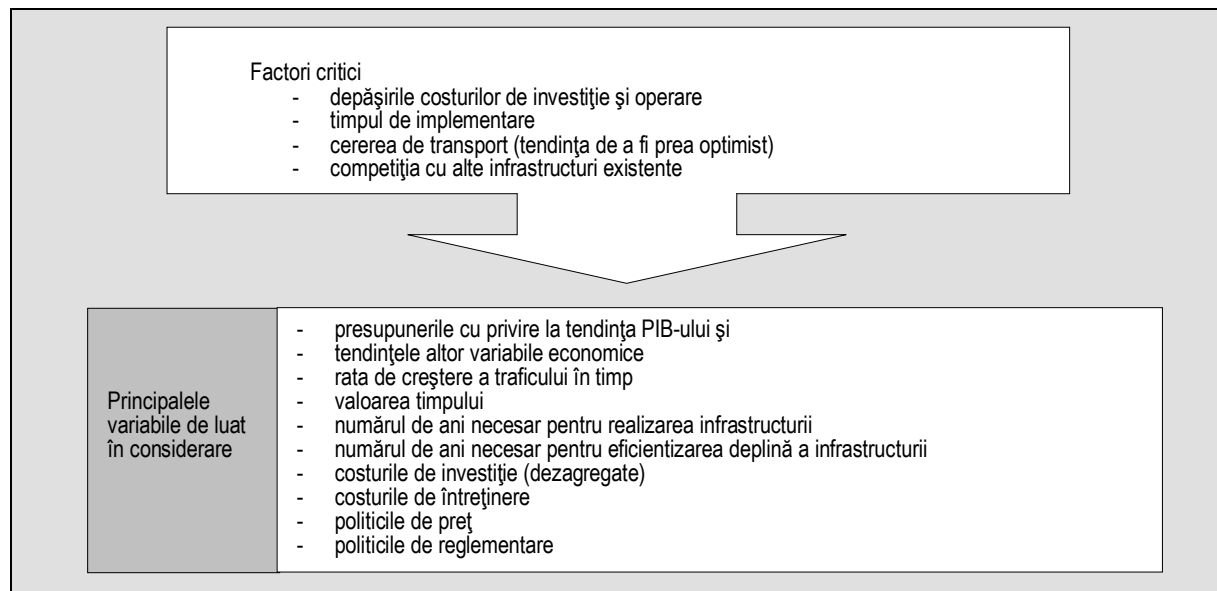 Factori critici
- depăşirile costurilor de investiţie şi operare
- timpul de implementare
- cererea de transport (tendinţa de a fi prea optimist)
- competiţia cu alte infrastructuri existente
Principalele
variabile de luat
în considerare
- presupunerile cu privire la tendinţa PIB-ului şi
- tendinţele altor variabile economice
- rata de creştere a traficului în timp
- valoarea timpului
- numărul de ani necesar pentru realizarea infrastructurii
- numărul de ani necesar pentru eficientizarea deplină a infrastructurii
- costurile de investiţie (dezagregate)
- costurile de întreţinere
- politicile de preţ
- politicile de reglementare